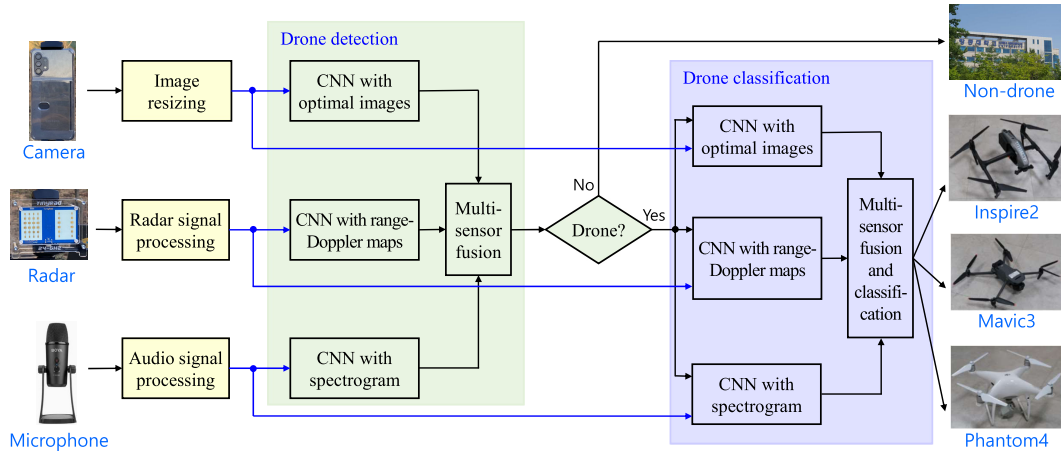 Drone detection
Image
resizing
CNN with
optimal images
Camera
Radar signal
processing
CNN with range-
Doppler maps
Multi-
sensor
fusion
Radar
Audio signal
processing
CNN with
spectrogram
Microphone
No
Drone?
Yes
Drone classification
CNN with
optimal images
CNN with range-
Doppler maps
CNN with
spectrogram
Multi-
sensor
fusion
and
classifi-
cation
Non-drone
Inspire2
Mavic3
Phantom4